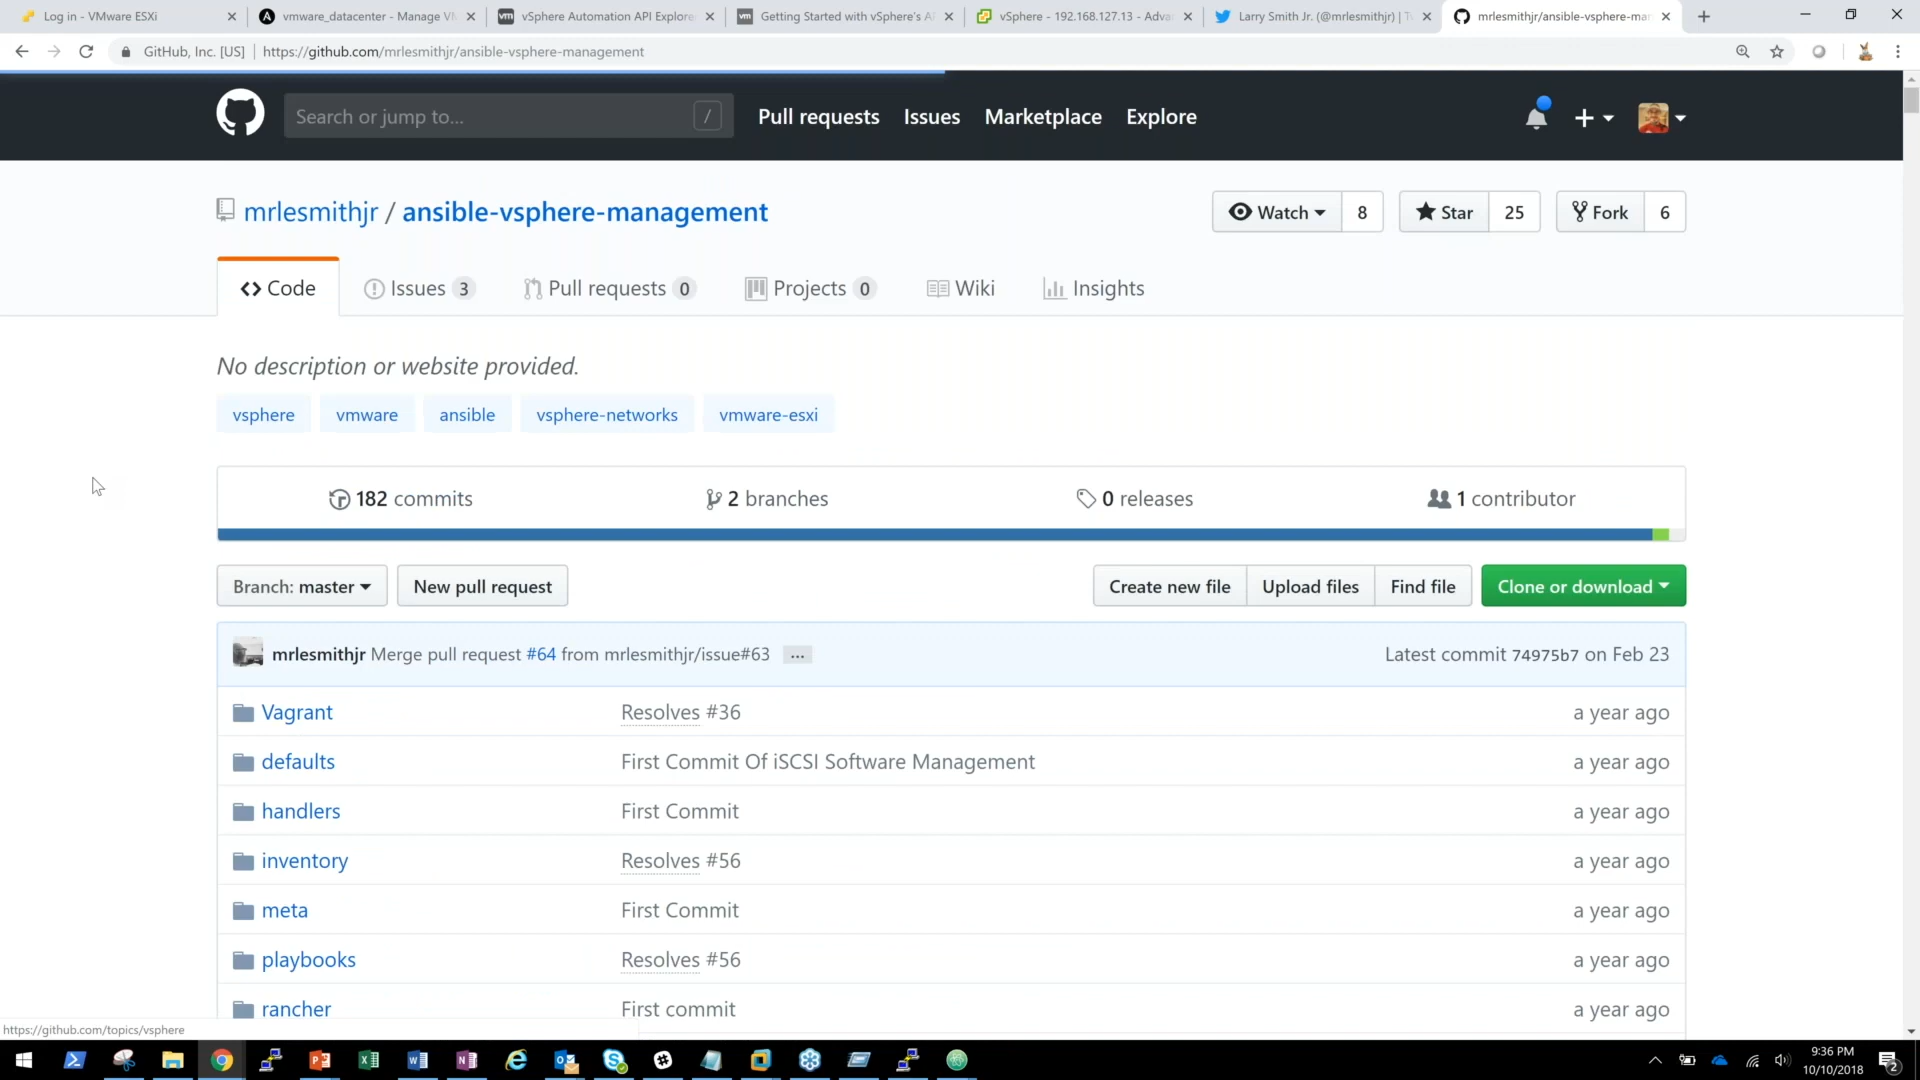 Log in - VMware ESXi
vmware_datacenter - Manage VM
vSphere Automation API Explore
Getting Started with vSphere's A
vSphere - 192.168.127.13 - Adva
Larry Smith Jr. (@mrlesmithjr) | Tw
mrlesmithjr/ansible-vsphere-mar
GitHub, Inc. [US] | https://github.com/mrlesmithjr/ansible-vsphere-management
Search or jump to... /
Pull requests Issues Marketplace Explore
mrlesmithjr / ansible-vsphere-management
Watch 8 Star 25 Fork 6
Code Issues 3 Pull requests 0 Projects 0 Wiki Insights
No description or website provided.
vsphere vmware ansible vsphere-networks vmware-esxi
182 commits 2 branches 0 releases 1 contributor
Branch: master New pull request Create new file Upload files Find file Clone or download
mrlesmithjr Merge pull request #64 from mrlesmithjr/issue#63 ... Latest commit 74975b7 on Feb 23
Vagrant Resolves #36 a year ago
defaults First Commit Of iSCSI Software Management a year ago
handlers First Commit a year ago
inventory Resolves #56 a year ago
meta First Commit a year ago
playbooks Resolves #56 a year ago
rancher First commit a year ago
https://github.com/topics/vsphere
9:36 PM
10/10/2018
2